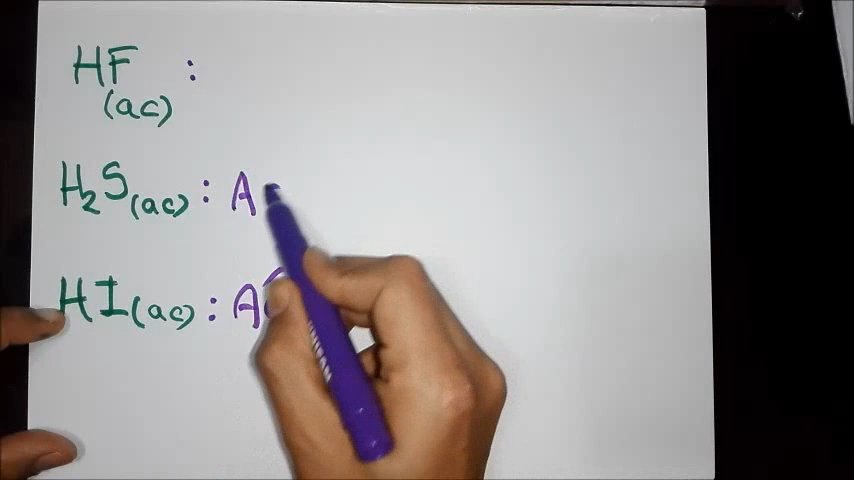 HF(ac) :
H₂S(ac) : A
HI(ac) : Á